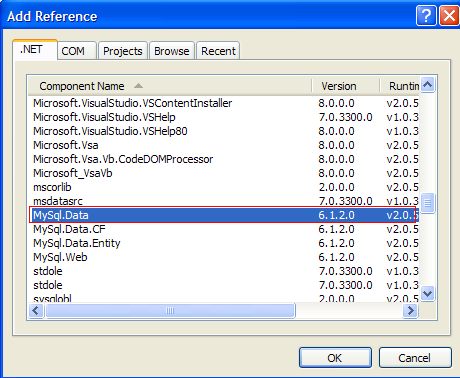 Add Reference
.NET COM Projects Browse Recent
Component Name Version Runtim
Microsoft.VisualStudio.VSContentInstaller 8.0.0.0 v2.0.5
Microsoft.VisualStudio.VSHelp 7.0.3300.0 v1.0.3
Microsoft.VisualStudio.VSHelp80 8.0.0.0 v2.0.5
Microsoft.Vsa 8.0.0.0 v2.0.5
Microsoft.Vsa.Vb.CodeDOMProcessor 8.0.0.0 v2.0.5
Microsoft_VsaVb 8.0.0.0 v2.0.5
mscorlib 2.0.0.0 v2.0.5
msdatasrc 7.0.3300.0 v1.0.3
MySql.Data 6.1.2.0 v2.0.5
MySql.Data.CF 6.1.2.0 v2.0.5
MySql.Data.Entity 6.1.2.0 v2.0.5
MySql.Web 6.1.2.0 v2.0.5
stdole 7.0.3300.0 v1.0.3
stdole 7.0.3300.0 v1.0.3
sysglobl 2.0.0.0 v2.0.5
OK Cancel